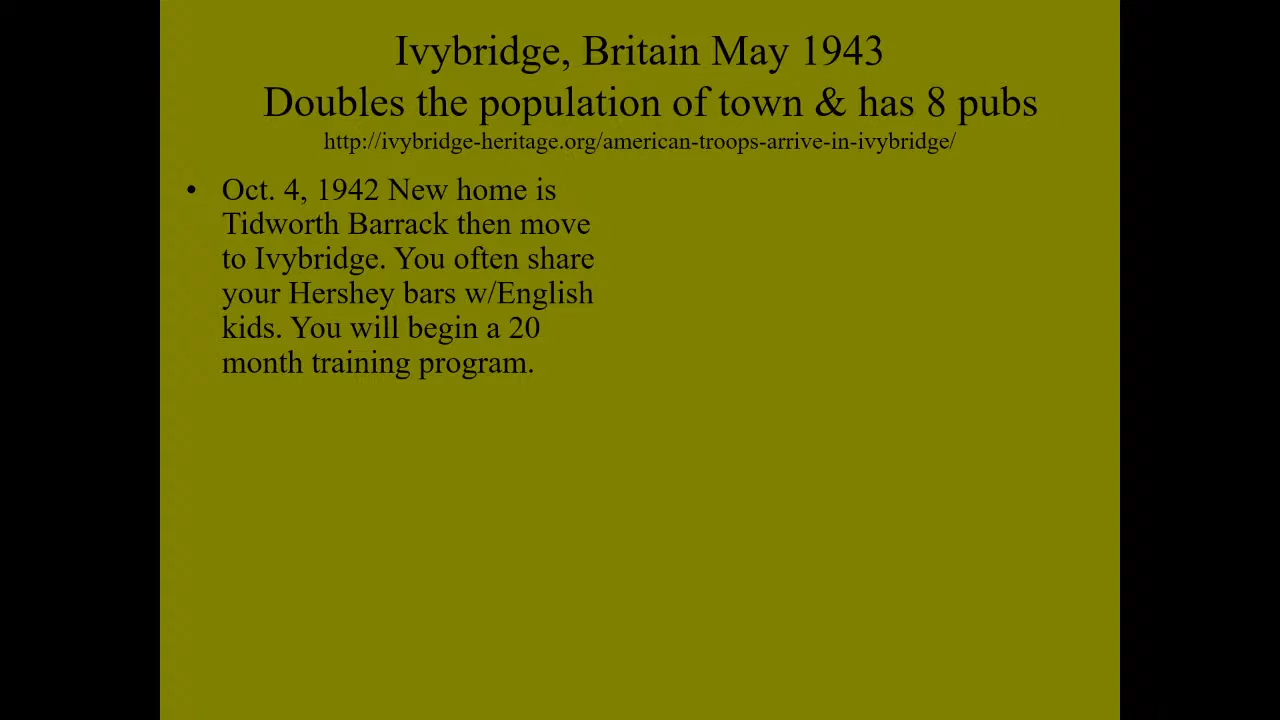 Ivybridge, Britain May 1943
Doubles the population of town & has 8 pubs
http://ivybridge-heritage.org/american-troops-arrive-in-ivybridge/
• Oct. 4, 1942 New home is
Tidworth Barrack then move
to Ivybridge. You often share
your Hershey bars w/English
kids. You will begin a 20
month training program.